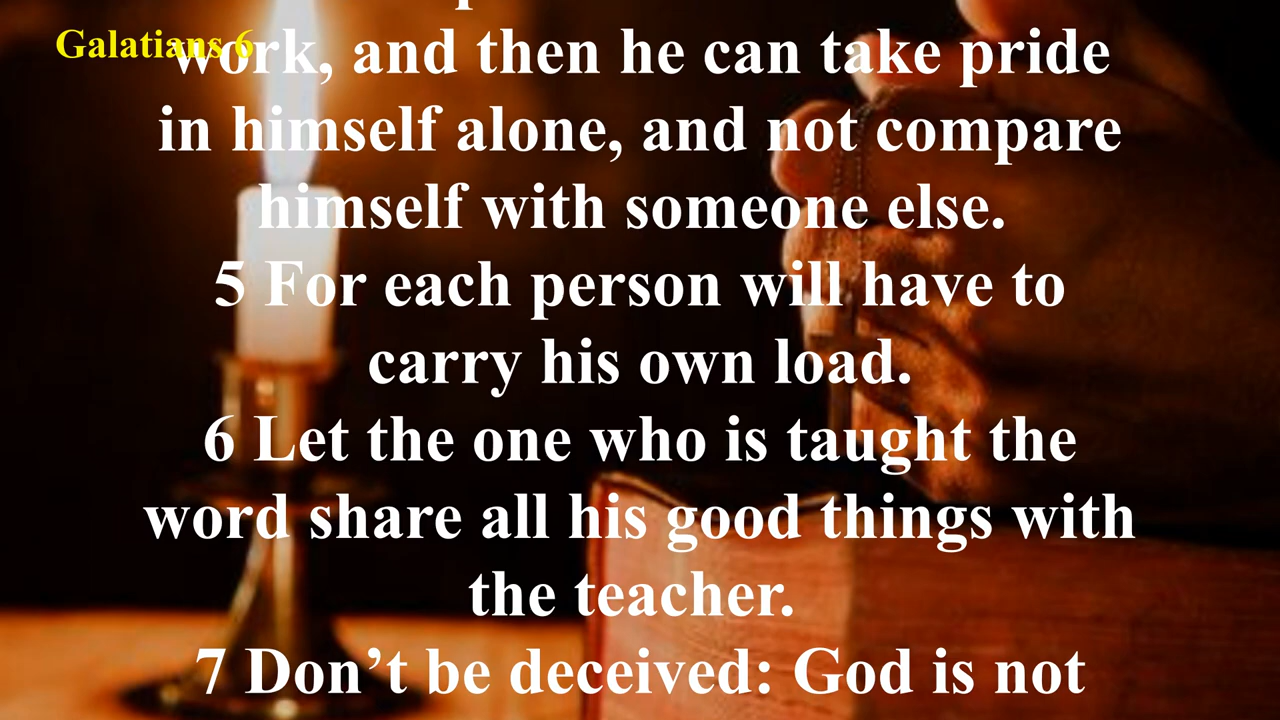 Galatians 6
work, and then he can take pride
in himself alone, and not compare
himself with someone else.
5 For each person will have to
carry his own load.
6 Let the one who is taught the
word share all his good things with
the teacher.
7 Don’t be deceived: God is not